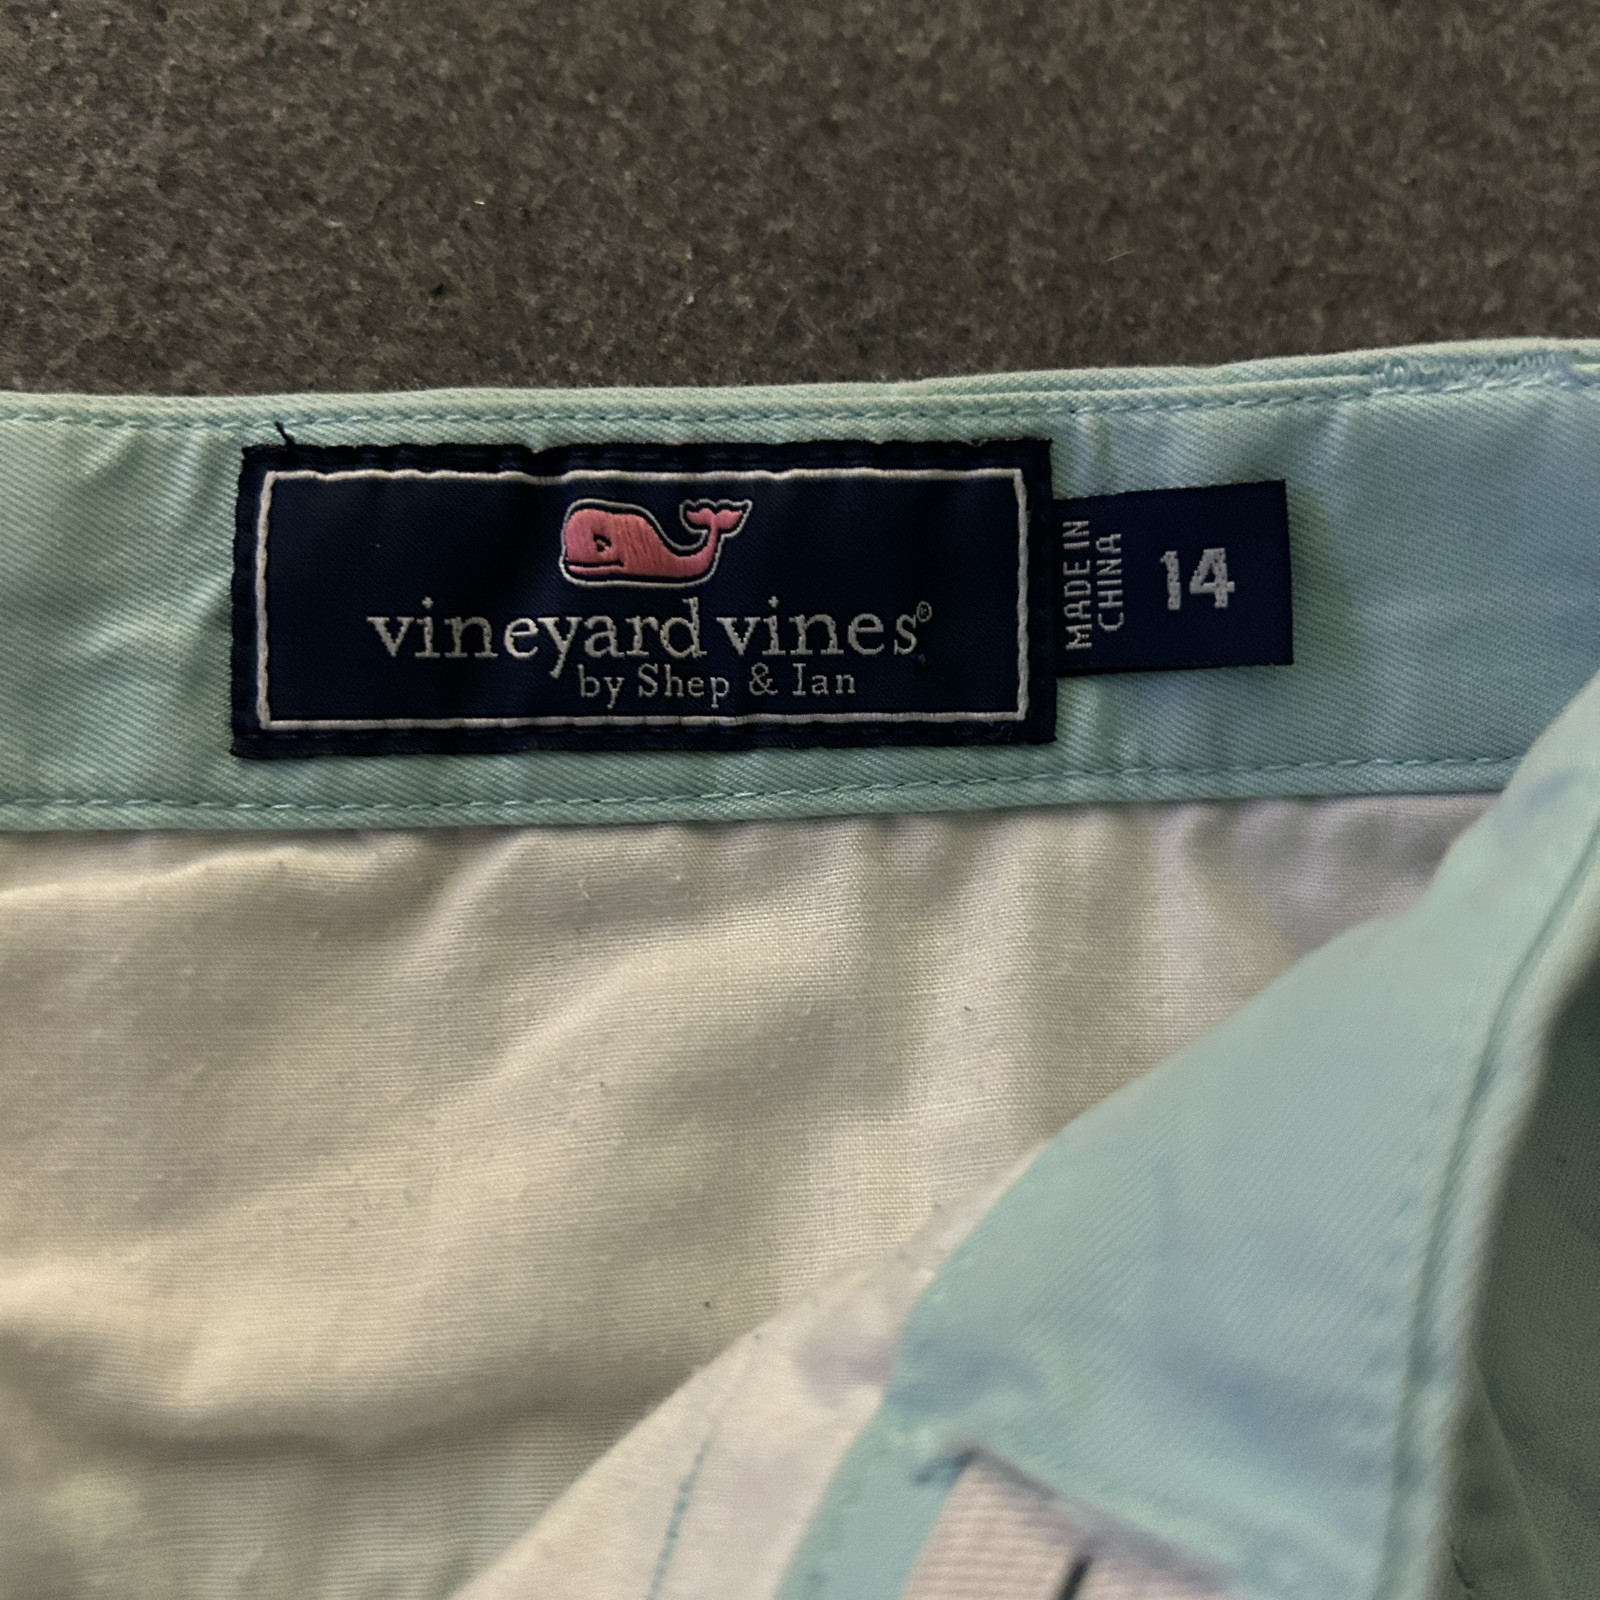 vineyard vines®
by Shep & Ian
MADE IN
CHINA
14